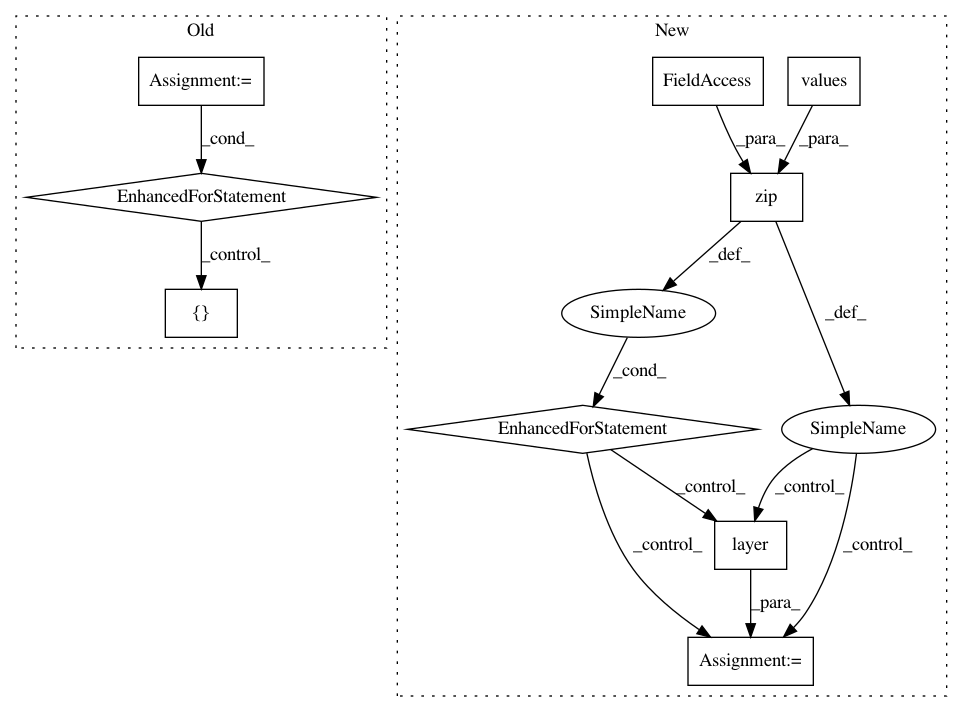 Old
New
Assignment:=
FieldAccess
values
_cond_
_para_
_para_
EnhancedForStatement
zip
_control_
_def_
_def_
{}
SimpleName
_cond_
EnhancedForStatement
SimpleName
_control_
_control_
_control_
_control_
layer
_para_
Assignment:=